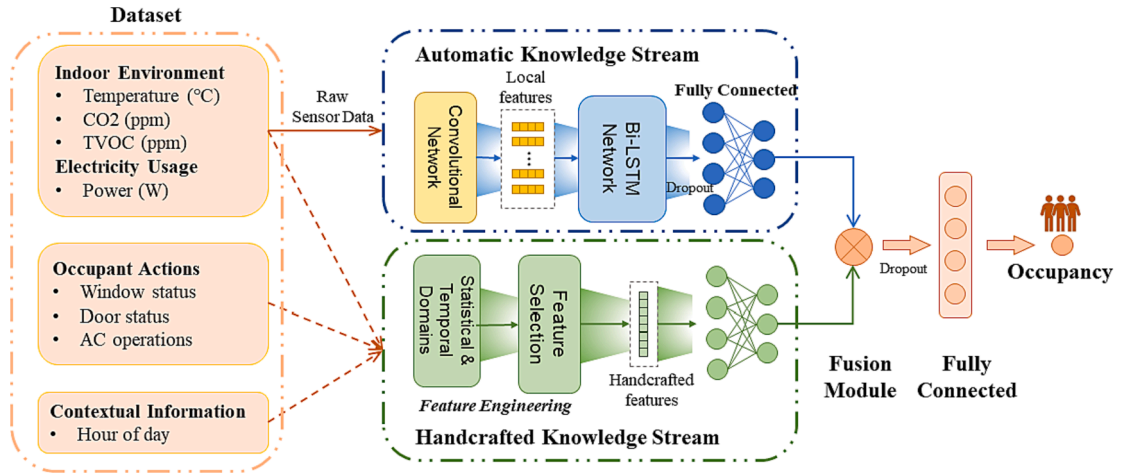 Dataset
Indoor Environment
• Temperature (℃)
• CO2 (ppm)
• TVOC (ppm)
Electricity Usage
• Power (W)
Occupant Actions
• Window status
• Door status
• AC operations
Contextual Information
• Hour of day
Raw
Sensor Data
Automatic Knowledge Stream
Convolutional
Network
Local
features
Bi-LSTM
Network
Dropout
Fully Connected
Statistical &
Temporal
Domains
Feature
Selection
Feature Engineering
Handcrafted
features
Handcrafted Knowledge Stream
Fusion
Module
Dropout
Fully
Connected
Occupancy